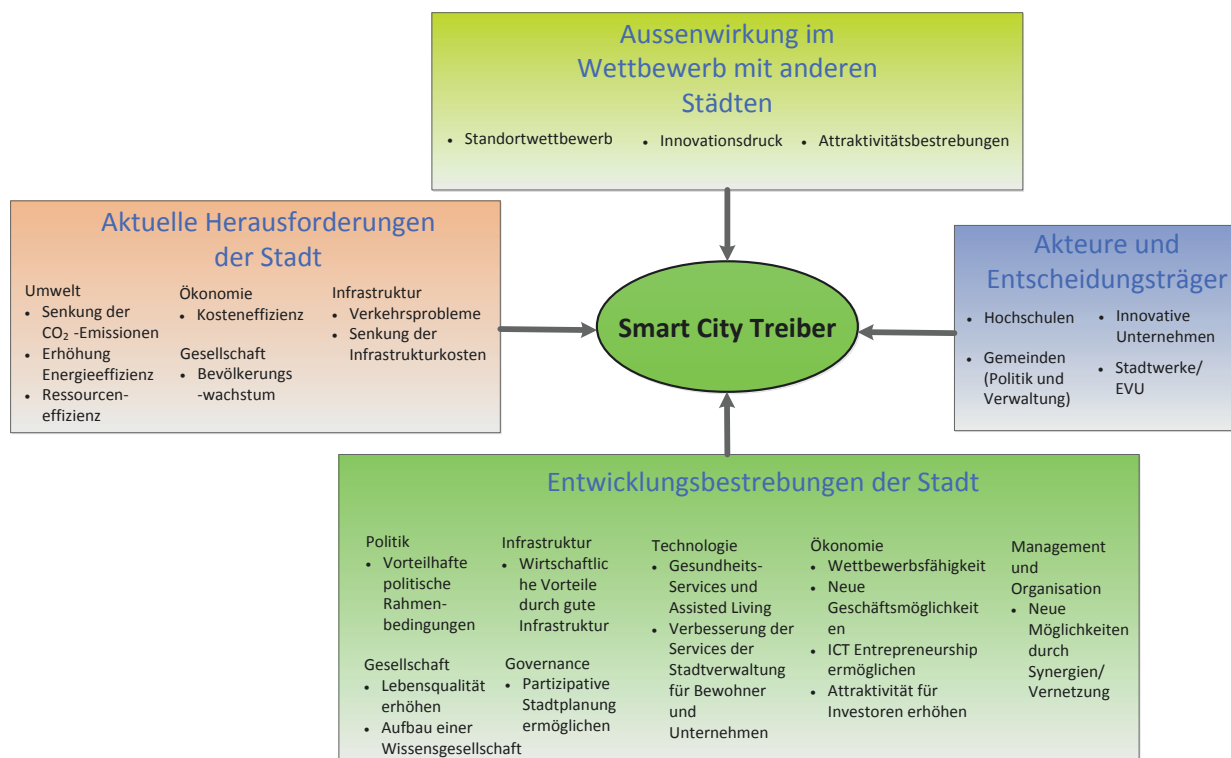 Aussenwirkung im
Wettbewerb mit anderen
Städten
• Standortwettbewerb • Innovationsdruck • Attraktivitätsbestrebungen
Aktuelle Herausforderungen
der Stadt
Umwelt
• Senkung der
CO₂ -Emissionen
• Erhöhung
Energieeffizienz
• Ressourcen-
effizienz
Ökonomie
• Kosteneffizienz
Gesellschaft
• Bevölkerungs
-wachstum
Infrastruktur
• Verkehrsprobleme
• Senkung der
Infrastrukturkosten
Smart City Treiber
Akteure und
Entscheidungsträger
• Hochschulen
• Gemeinden
(Politik und
Verwaltung)
• Innovative
Unternehmen
• Stadtwerke/
EVU
Entwicklungsbestrebungen der Stadt
Politik
• Vorteilhafte
politische
Rahmen-
bedingungen
Gesellschaft
• Lebensqualität
erhöhen
• Aufbau einer
Wissensgesellschaft
Infrastruktur
• Wirtschaftlic
he Vorteile
durch gute
Infrastruktur
Governance
• Partizipative
Stadtplanung
ermöglichen
Technologie
• Gesundheits-
Services und
Assisted Living
• Verbesserung der
Services der
Stadtverwaltung
für Bewohner
und
Unternehmen
Ökonomie
• Wettbewerbsfähigkeit
• Neue
Geschäftsmöglichkeit
en
• ICT Entrepreneurship
ermöglichen
• Attraktivität für
Investoren erhöhen
Management
und
Organisation
• Neue
Möglichkeiten
durch
Synergien/
Vernetzung